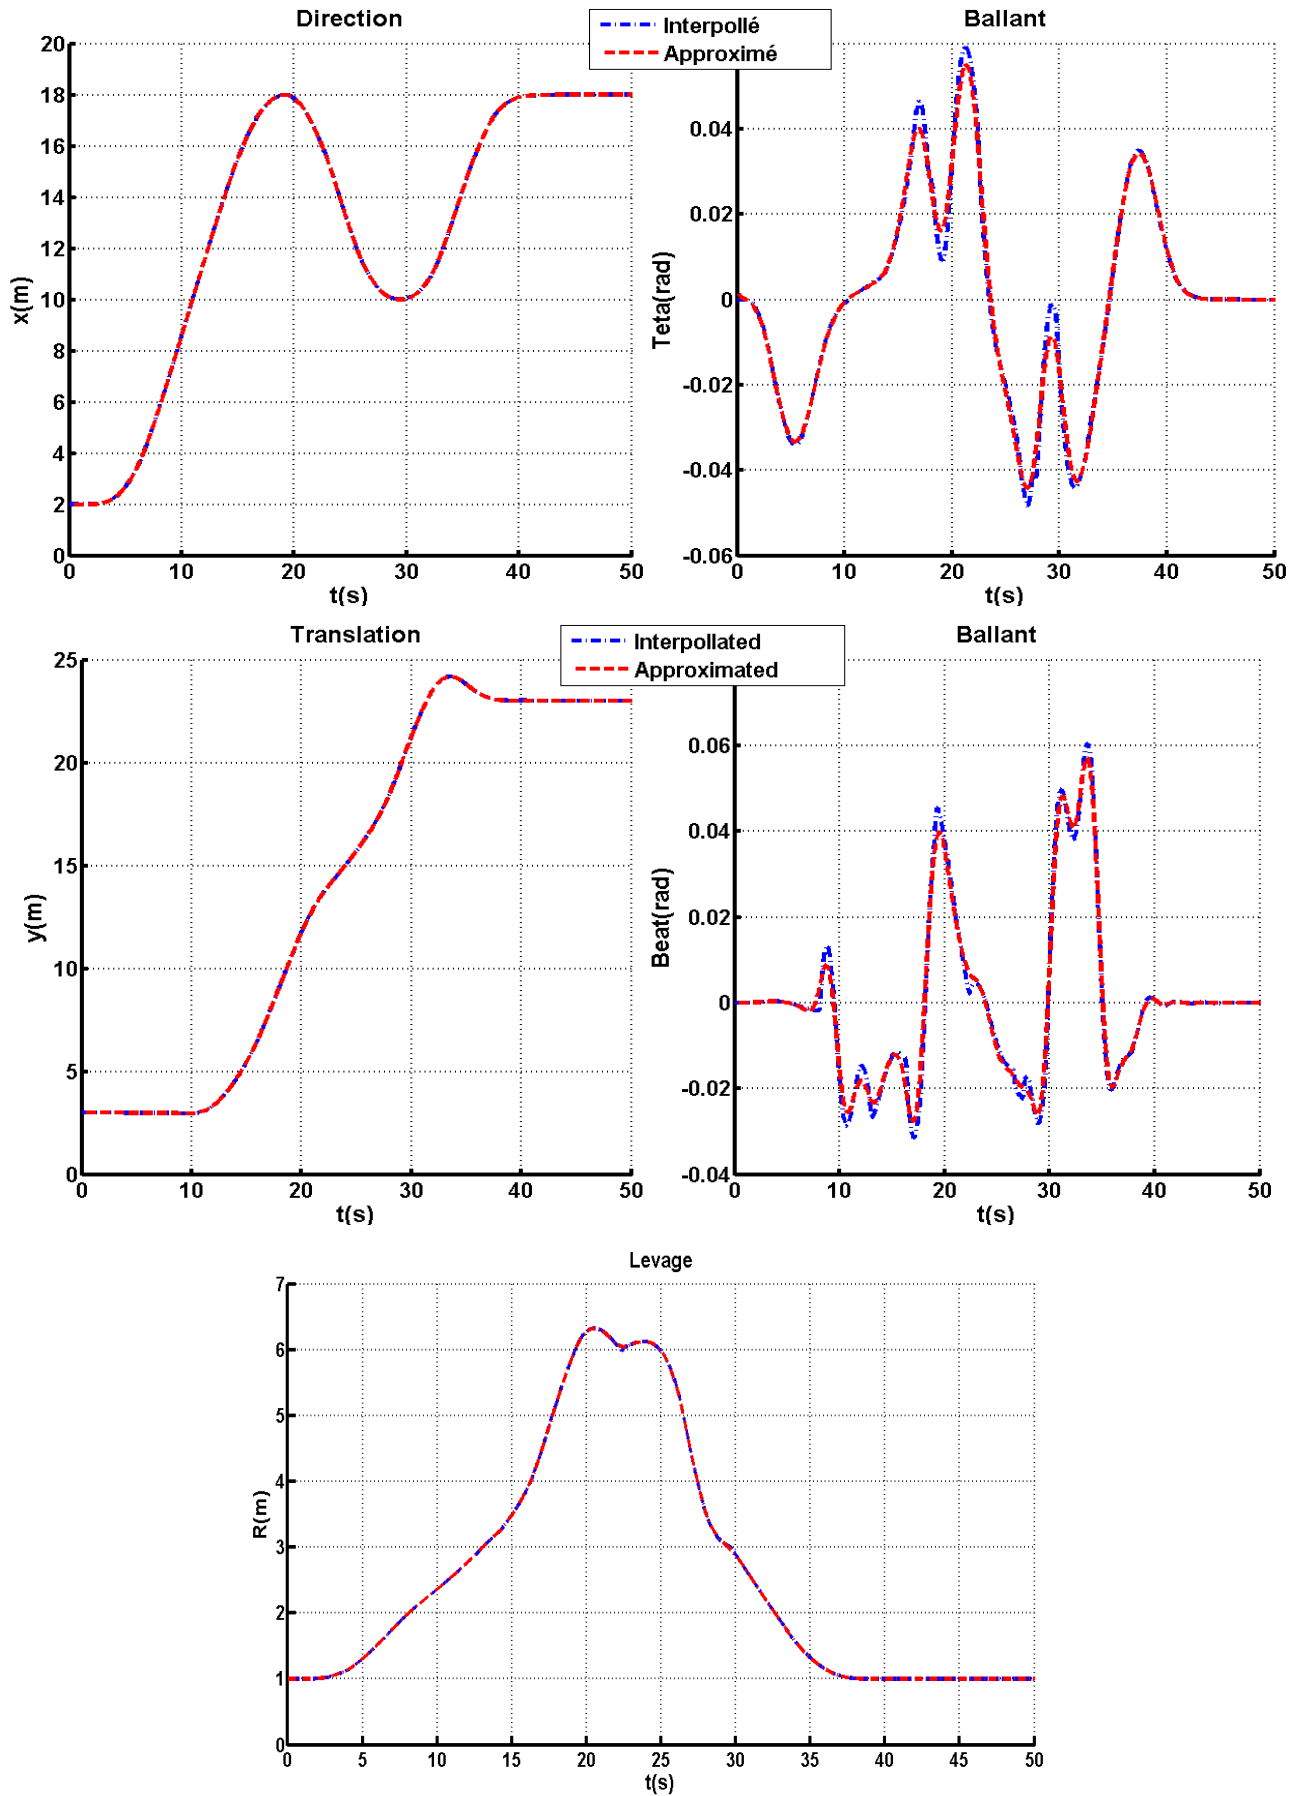 Direction
Interpollé
Approximé
Ballant
20
18
16
14
12
10
8
6
4
2
0
x(m)
0 10 20 30 40 50
t(s)
0.04
0.02
0
-0.02
-0.04
-0.06
Teta(rad)
0 10 20 30 40 50
t(s)
Translation
Interpollated
Approximated
Ballant
25
20
15
10
5
0
y(m)
0 10 20 30 40 50
t(s)
0.06
0.04
0.02
0
-0.02
-0.04
Beat(rad)
0 10 20 30 40 50
t(s)
Levage
7
6
5
4
3
2
1
0
R(m)
0 5 10 15 20 25 30 35 40 45 50
t(s)